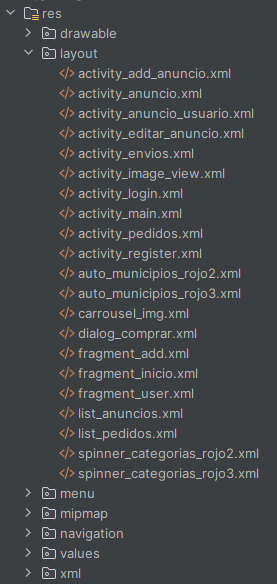 res
drawable
layout
activity_add_anuncio.xml
activity_anuncio.xml
activity_anuncio_usuario.xml
activity_editar_anuncio.xml
activity_envios.xml
activity_image_view.xml
activity_login.xml
activity_main.xml
activity_pedidos.xml
activity_register.xml
auto_municipios_rojo2.xml
auto_municipios_rojo3.xml
carrousel_img.xml
dialog_comprar.xml
fragment_add.xml
fragment_inicio.xml
fragment_user.xml
list_anuncios.xml
list_pedidos.xml
spinner_categorias_rojo2.xml
spinner_categorias_rojo3.xml
menu
mipmap
navigation
values
xml